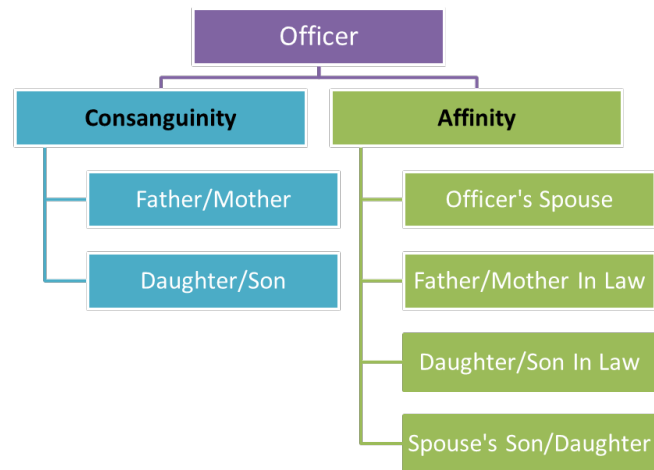 Officer
Consanguinity
Affinity
Father/Mother
Officer's Spouse
Daughter/Son
Father/Mother In Law
Daughter/Son In Law
Spouse's Son/Daughter